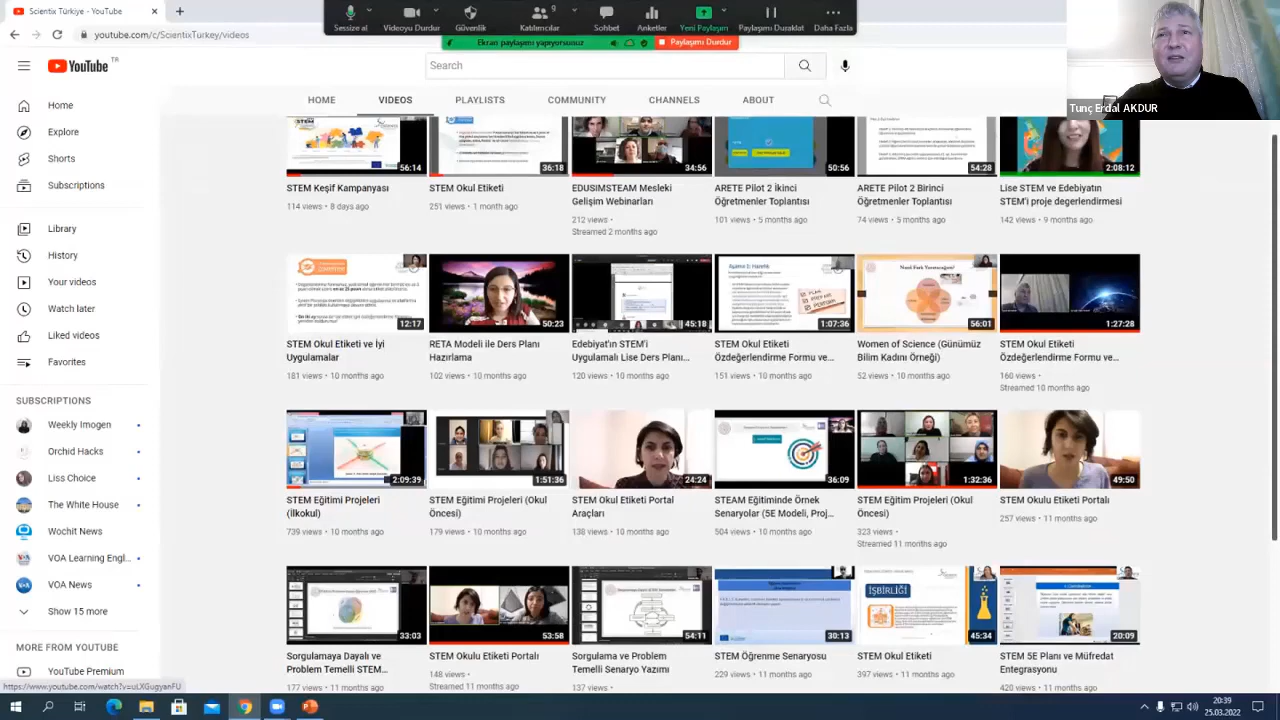 Scientix Türkiye - YouTube
youtube.com/c/ScientixTurkey/videos
Sessize al
Videoyu Durdur
Güvenlik
9
Katılımcılar
Sohbet
Anketler
Yeni Paylaşım
Paylaşımı Duraklat
Daha Fazla
Ekran paylaşımı yapıyorsunuz
Paylaşımı Durdur
Tunç Erdal AKDUR
YouTube TR
Search
HOME
VIDEOS
PLAYLISTS
COMMUNITY
CHANNELS
ABOUT
Home
Explore
Shorts
Subscriptions
Library
History
Liked videos
Favorites
SUBSCRIPTIONS
Weekly Imogen
Orchid Hacks
Liss Choice
The White House
Wochit News
VOA Learning Engl...
VOA News
Show 15 more
MORE FROM YOUTUBE
YouTube Premium
56:14
STEM Keşif Kampanyası
114 views • 8 days ago
36:18
STEM Okul Etiketi
251 views • 1 month ago
34:56
EDUSIMSTEAM Mesleki
Gelişim Webinarları
212 views •
Streamed 2 months ago
50:56
ARETE Pilot 2 İkinci
Öğretmenler Toplantısı
101 views • 5 months ago
54:28
ARETE Pilot 2 Birinci
Öğretmenler Toplantısı
74 views • 5 months ago
2:08:12
Lise STEM ve Edebiyatın
STEM'i proje degerlendirmesi
142 views • 9 months ago
12:17
STEM Okul Etiketi ve İyi
Uygulamalar
181 views • 10 months ago
50:23
RETA Modeli ile Ders Planı
Hazırlama
102 views • 10 months ago
45:18
Edebiyat'ın STEM'i
Uygulamalı Lise Ders Planı...
120 views • 10 months ago
1:07:36
STEM Okul Etiketi
Özdeğerlendirme Formu ve...
151 views • 10 months ago
56:01
Women of Science (Günümüz
Bilim Kadını Örneği)
52 views • 10 months ago
1:27:28
STEM Okul Etiketi
Özdeğerlendirme Formu ve...
160 views •
Streamed 10 months ago
2:09:39
STEM Eğitimi Projeleri
(İlkokul)
739 views • 10 months ago
1:51:36
STEM Eğitimi Projeleri (Okul
Öncesi)
179 views • 10 months ago
24:24
STEM Okul Etiketi Portal
Araçları
138 views • 10 months ago
36:09
STEAM Eğitiminde Örnek
Senaryolar (5E Modeli, Proj...
504 views • 10 months ago
1:32:36
STEM Eğitim Projeleri (Okul
Öncesi)
323 views •
Streamed 11 months ago
49:50
STEM Okulu Etiketi Portalı
257 views • 11 months ago
33:03
Sorgulamaya Dayalı ve
Problem Temelli STEM...
177 views • 11 months ago
53:58
STEM Okulu Etiketi Portalı
148 views •
Streamed 11 months ago
54:11
Sorgulama ve Problem
Temelli Senaryo Yazımı
137 views •
30:13
STEM Öğrenme Senaryosu
229 views • 11 months ago
İŞBİRLİĞİ
45:34
STEM Okul Etiketi
397 views • 11 months ago
20:09
STEM 5E Planı ve Müfredat
Entegrasyonu
420 views • 11 months ago
https://www.youtube.com/watch?v=uLXGugyanFU
20:39
25.03.2022